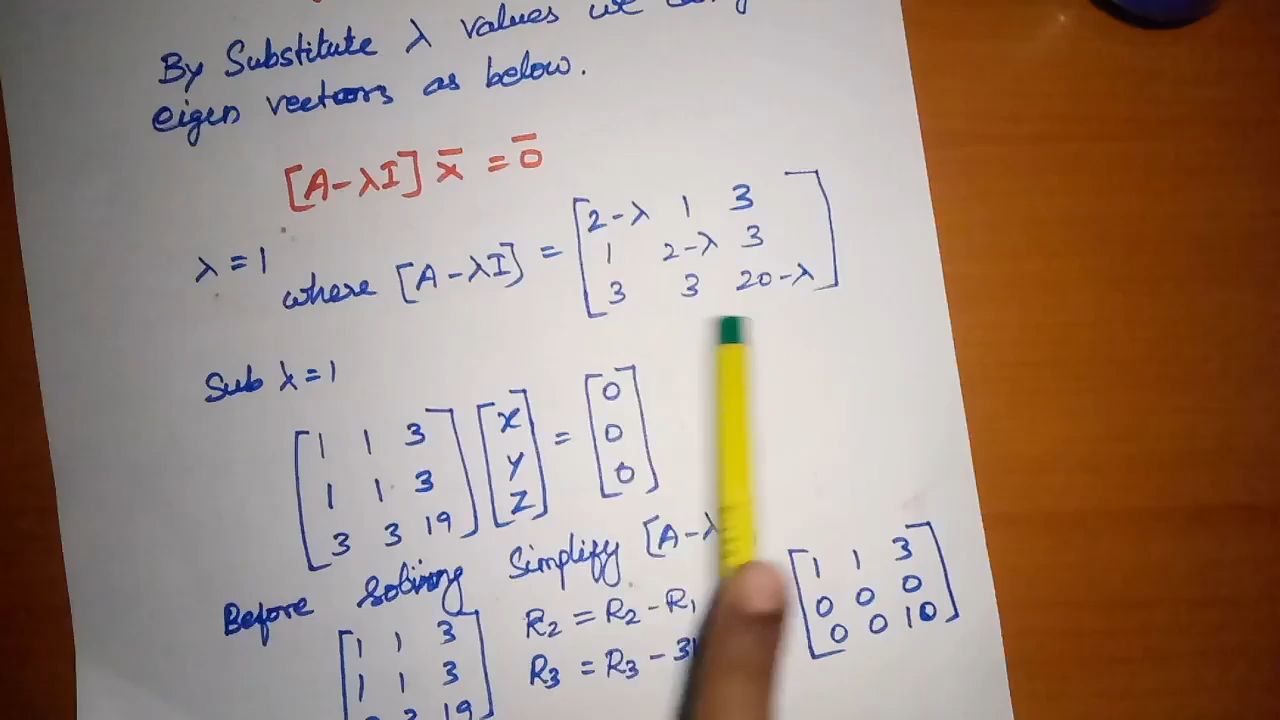 By Substitute λ values we
eigen vectors as below.
[A-λI] x̄ = 0̄
λ = 1
where [A-λI] = [2-λ 1 3
1 2-λ 3
3 3 20-λ]
Sub λ = 1
[1 1 3
1 1 3
3 3 19] [x
y
z] = [0
0
0]
Before Solving Simplify [A-λ
[1 1 3
1 1 3
19]
R₂ = R₂ - R₁
R₃ = R₃ - 3
[1 1 3
0 0 0
0 0 10]